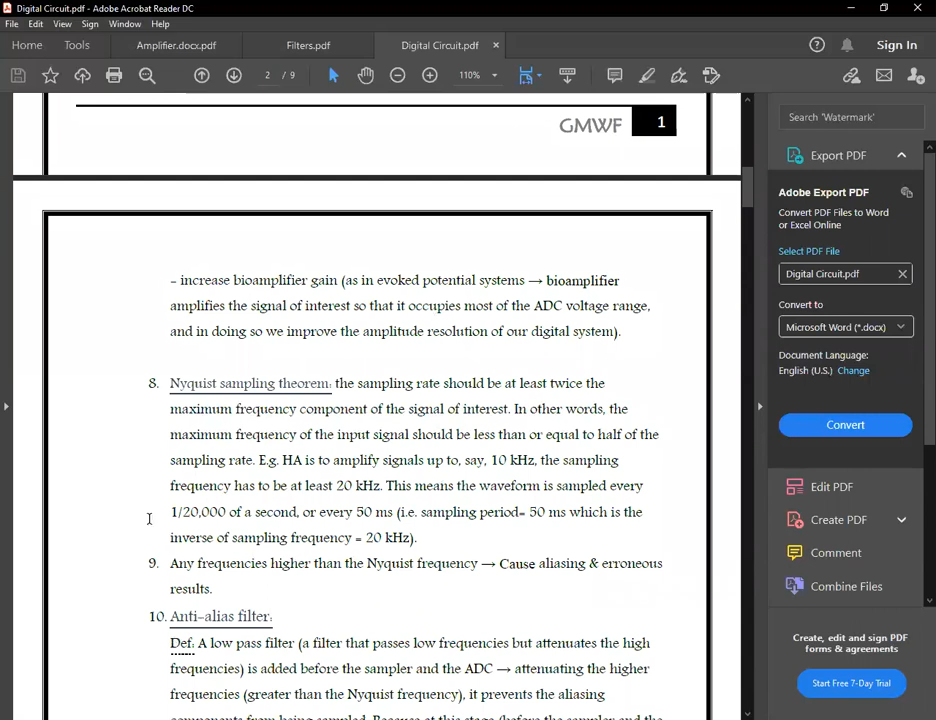 Digital Circuit.pdf - Adobe Acrobat Reader DC
File Edit View Sign Window Help
Home Tools Amplifier.docx.pdf Filters.pdf Digital Circuit.pdf × Sign In
2 / 9 110%
GMWF 1
– increase bioamplifier gain (as in evoked potential systems → bioamplifier
amplifies the signal of interest so that it occupies most of the ADC voltage range,
and in doing so we improve the amplitude resolution of our digital system).
8. Nyquist sampling theorem: the sampling rate should be at least twice the
maximum frequency component of the signal of interest. In other words, the
maximum frequency of the input signal should be less than or equal to half of the
sampling rate. E.g. HA is to amplify signals up to, say, 10 kHz, the sampling
frequency has to be at least 20 kHz. This means the waveform is sampled every
1/20,000 of a second, or every 50 ms (i.e. sampling period= 50 ms which is the
inverse of sampling frequency = 20 kHz).
9. Any frequencies higher than the Nyquist frequency → Cause aliasing & erroneous
results.
10. Anti-alias filter:
Def: A low pass filter (a filter that passes low frequencies but attenuates the high
frequencies) is added before the sampler and the ADC → attenuating the higher
frequencies (greater than the Nyquist frequency), it prevents the aliasing
components from being sampled. Because at this stage (before the sampler and the
Search 'Watermark'
Export PDF
Adobe Export PDF
Convert PDF Files to Word
or Excel Online
Select PDF File
Digital Circuit.pdf
Convert to
Microsoft Word (*.docx)
Document Language:
English (U.S.) Change
Convert
Edit PDF
Create PDF
Comment
Combine Files
Create, edit and sign PDF
forms & agreements
Start Free 7-Day Trial